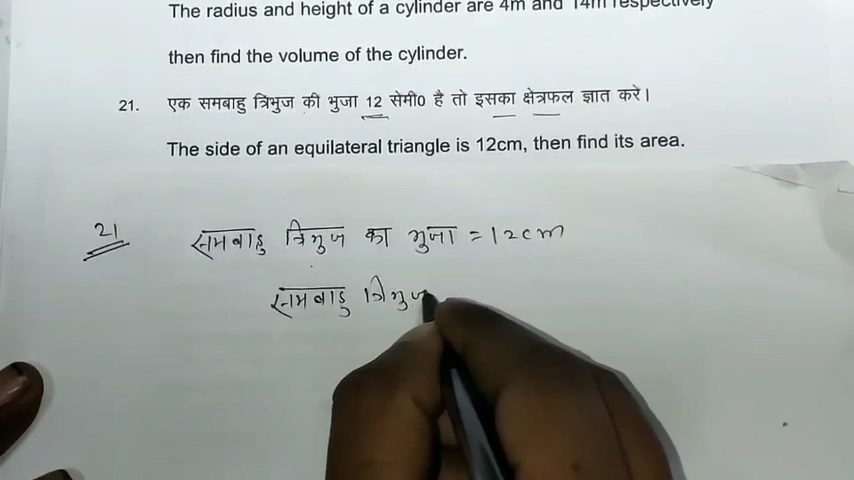 The radius and height of a cylinder are 4m and 14m respectively
then find the volume of the cylinder.
21. एक समबाहु त्रिभुज की भुजा 12 सेमी0 है तो इसका क्षेत्रफल ज्ञात करे।
The side of an equilateral triangle is 12cm, then find its area.
21 समबाहु त्रिभुज का भुजा = 12cm
समबाहु त्रिभुज